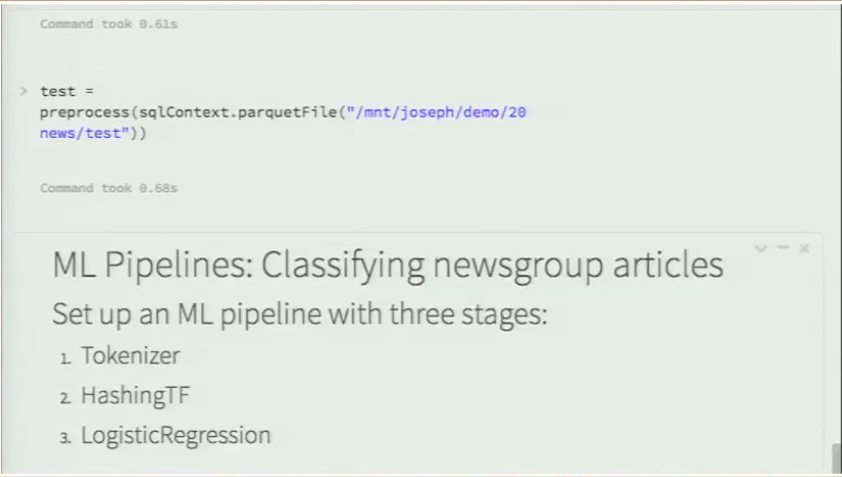 Command took 0.61s
> test =
preprocess(sqlContext.parquetFile("/mnt/joseph/demo/20
news/test"))
Command took 0.68s
ML Pipelines: Classifying newsgroup articles
Set up an ML pipeline with three stages:
1. Tokenizer
2. HashingTF
3. LogisticRegression